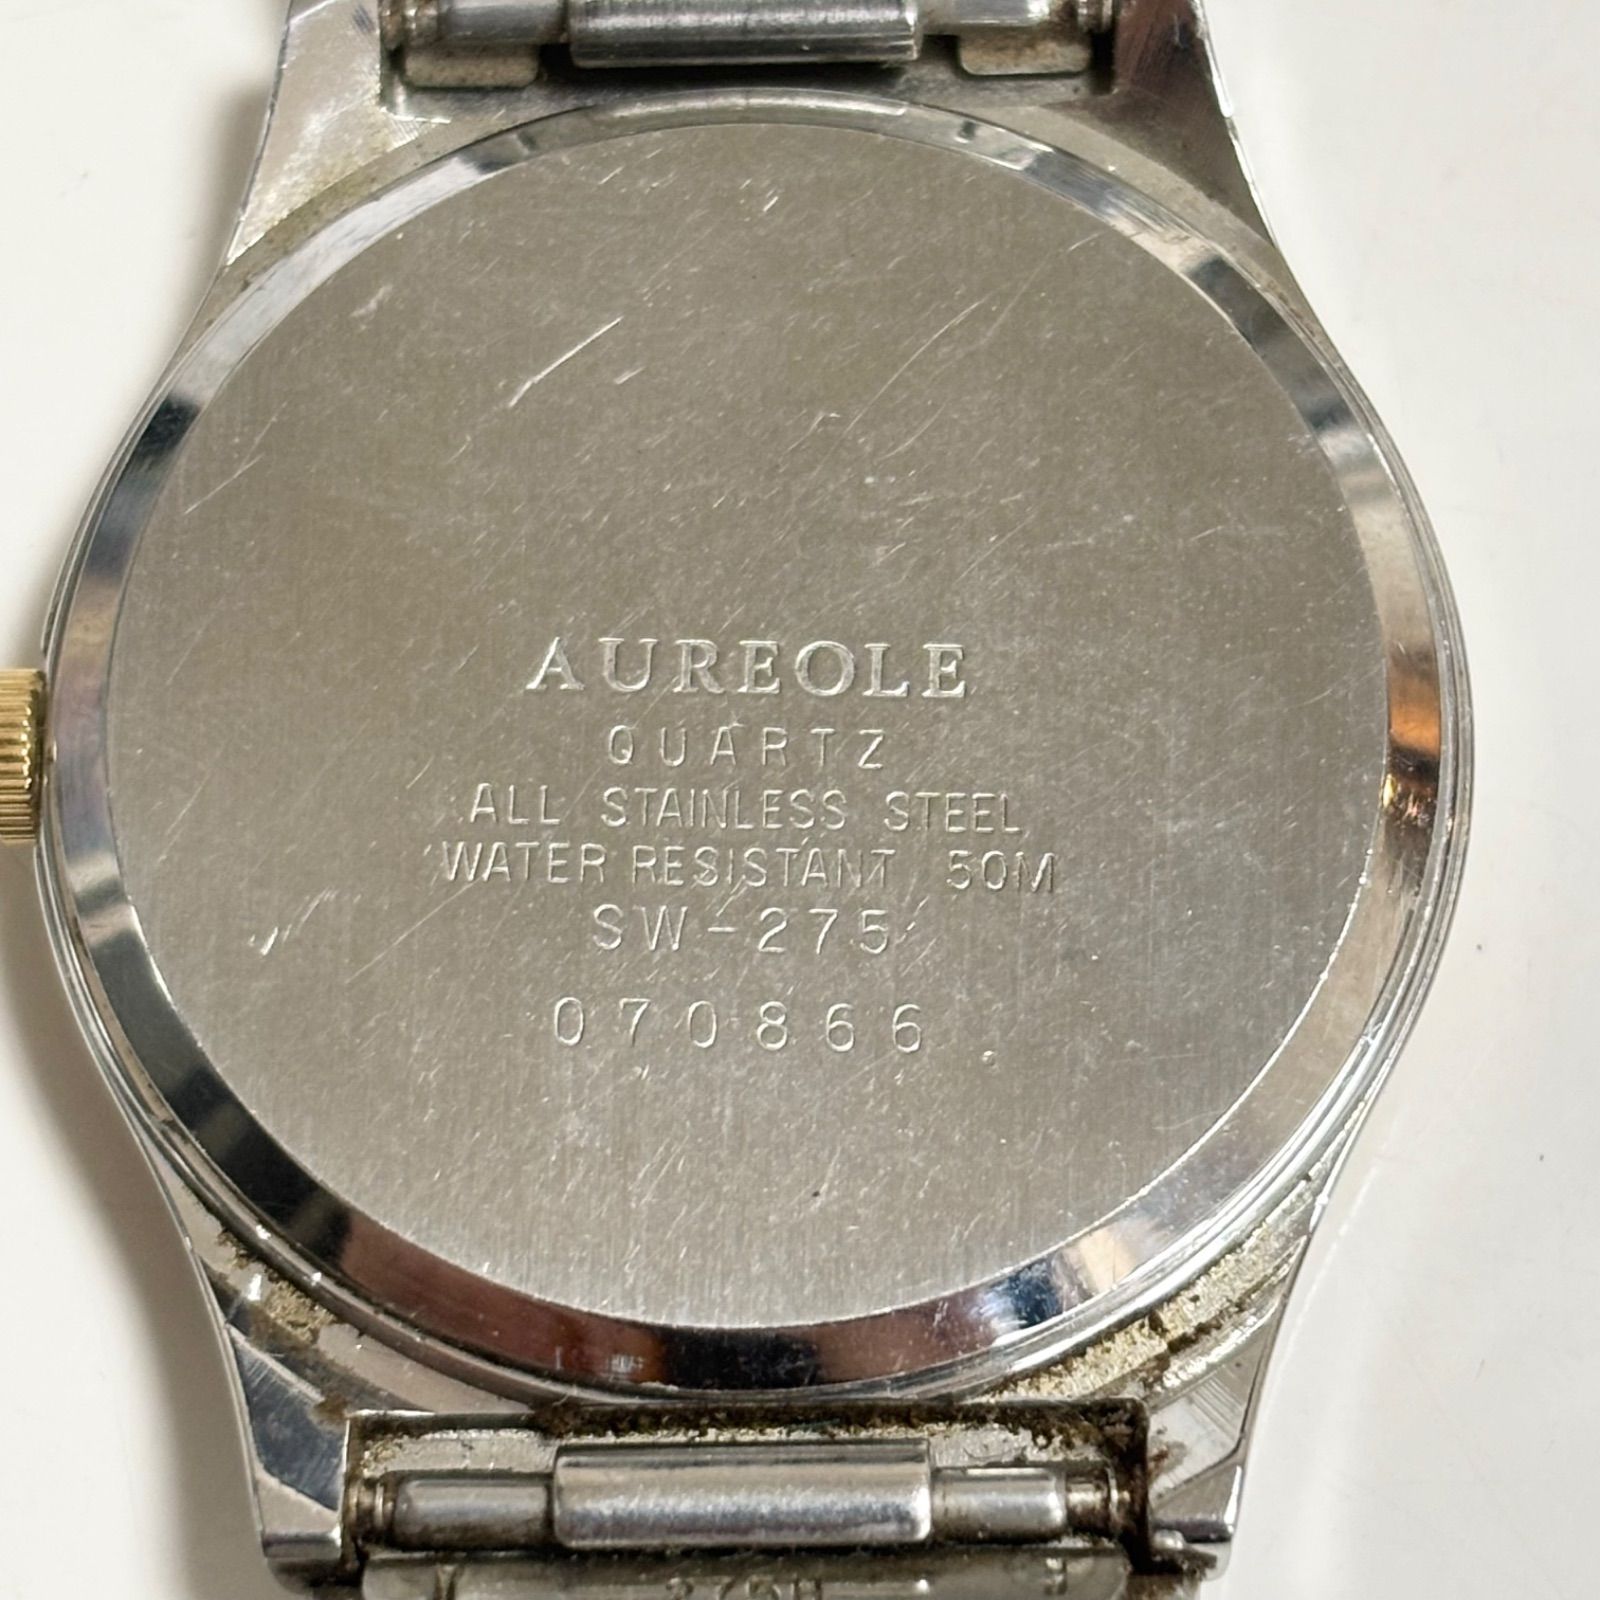 AUREOLE
QUARTZ
ALL STAINLESS STEEL
WATER RESISTANT 50M
SW-275
070866